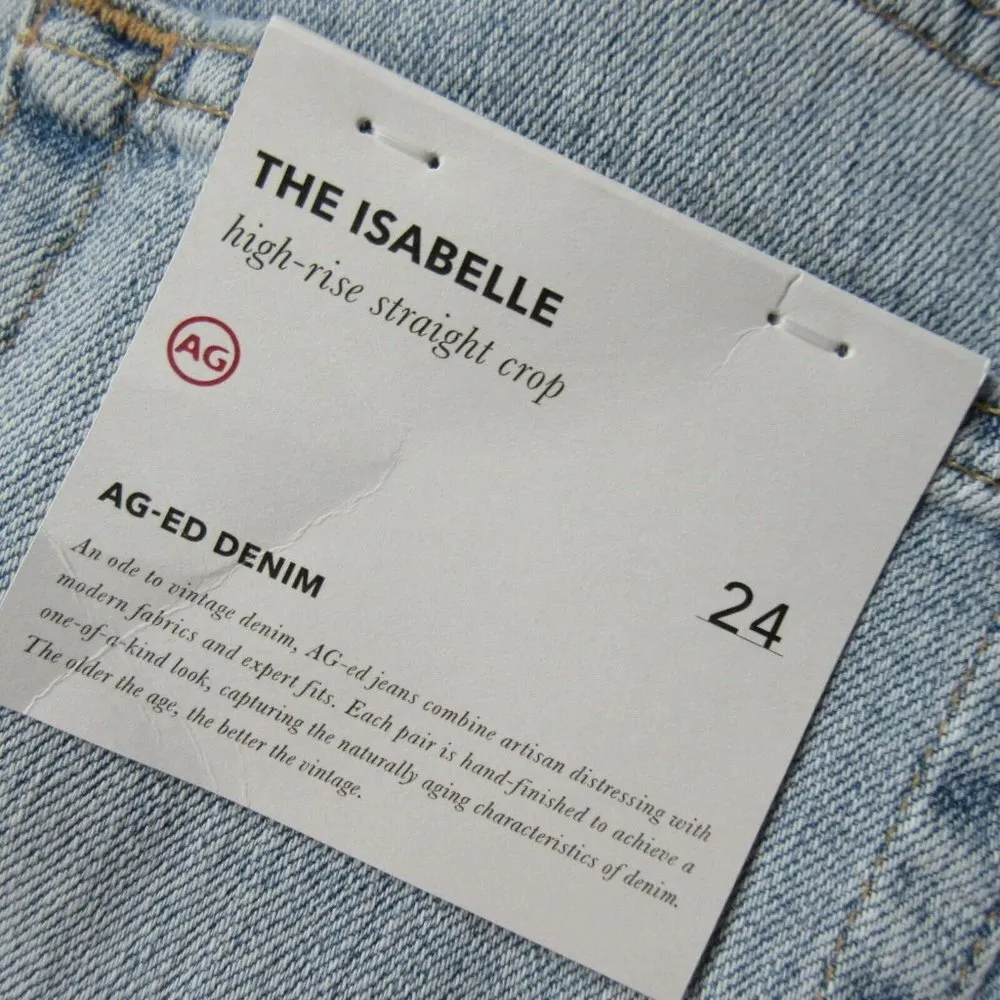 THE ISABELLE
high-rise straight crop
AG
AG-ED DENIM
24
An ode to vintage denim, AG-ed jeans combine artisan distressing with
modern fabrics and expert fits. Each pair is hand-finished to achieve a
one-of-a-kind look, capturing the naturally aging characteristics of denim.
The older the age, the better the vintage.